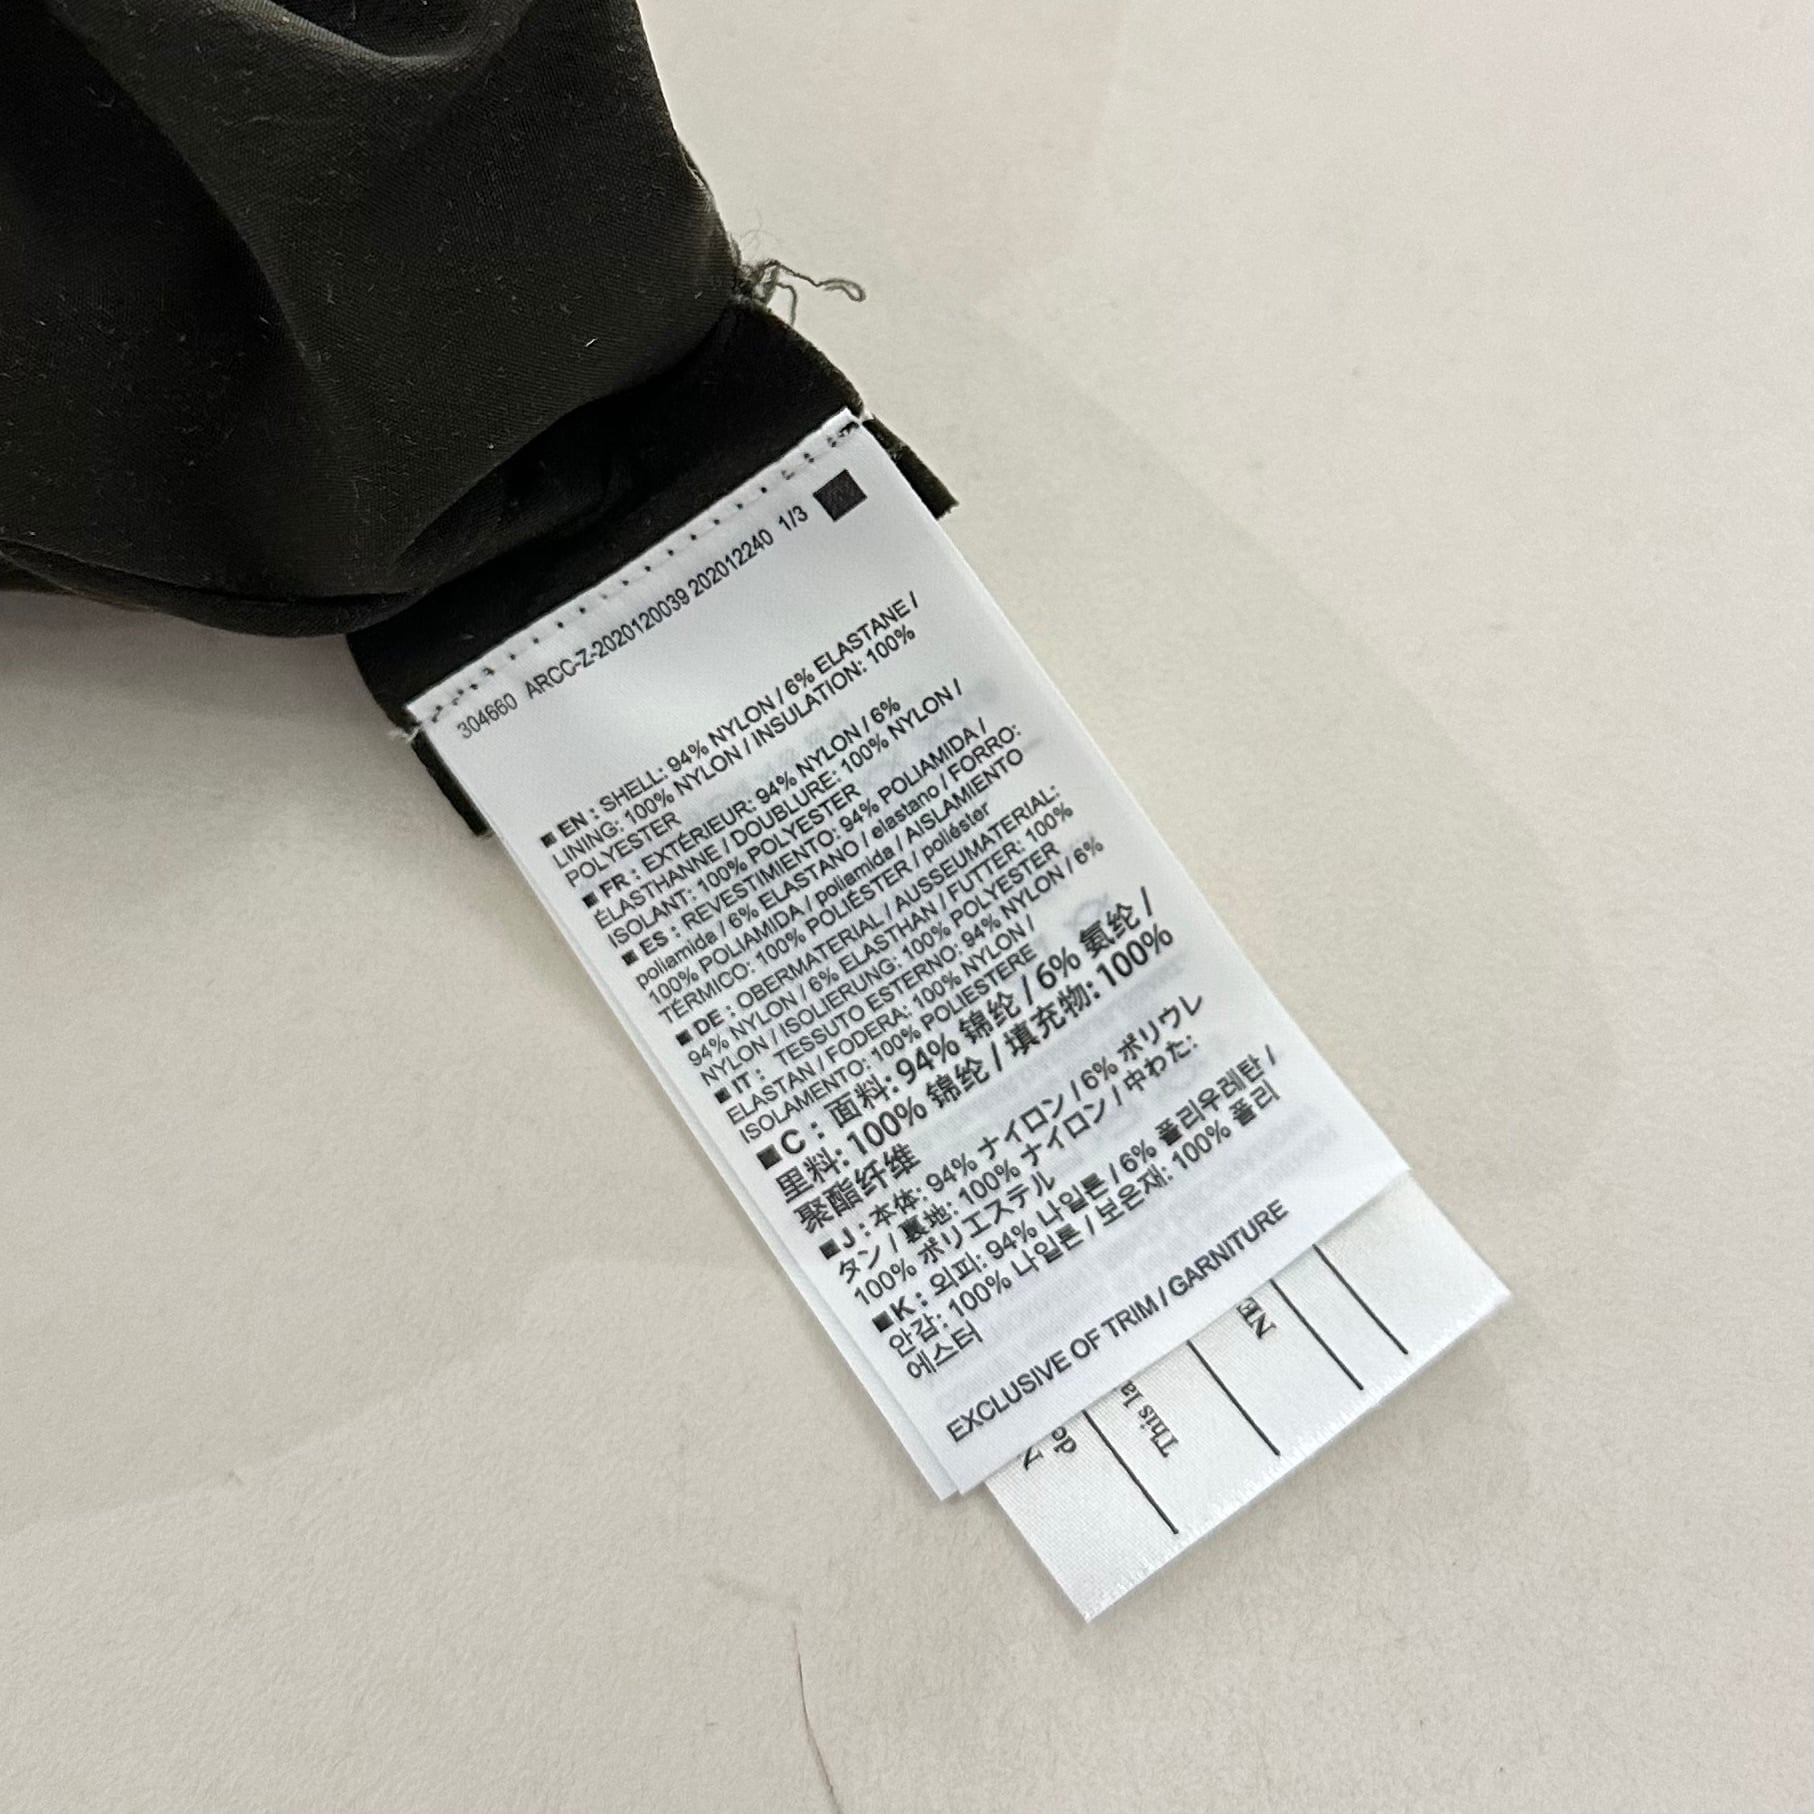 304660 ARCC-Z-2020120039 202012240 1/3
■ EN : SHELL: 94% NYLON / 6% ELASTANE /
LINING: 100% NYLON / INSULATION: 100%
POLYESTER
■ FR : EXTÉRIEUR: 94% NYLON / 6%
ÉLASTHANNE / DOUBLURE: 100% NYLON /
ISOLANT: 100% POLYESTER
■ ES : REVESTIMIENTO: 94% POLIAMIDA /
poliamida / 6% ELASTANO / elastano / FORRO:
100% POLIAMIDA / poliamida / AISLAMIENTO
TÉRMICO: 100% POLIÉSTER / poliéster
■ DE : OBERMATERIAL / AUSSEUMATERIAL:
94% NYLON / 6% ELASTHAN / FUTTER: 100%
NYLON / ISOLIERUNG: 100% POLYESTER
■ IT : TESSUTO ESTERNO: 94% NYLON / 6%
ELASTAN / FODERA: 100% NYLON /
ISOLAMENTO: 100% POLIESTERE
■ C : 面料: 94% 锦纶 / 6% 氨纶 /
里料: 100% 锦纶 / 填充物: 100%
聚酯纤维
■ J : 本体: 94% ナイロン / 6% ポリウレ
タン / 裏地: 100% ナイロン / 中わた:
100% ポリエステル
■ K : 외피: 94% 나일론 / 6% 폴리우레탄 /
안감: 100% 나일론 / 보은재: 100% 폴리
에스터
EXCLUSIVE OF TRIM / GARNITURE
This la